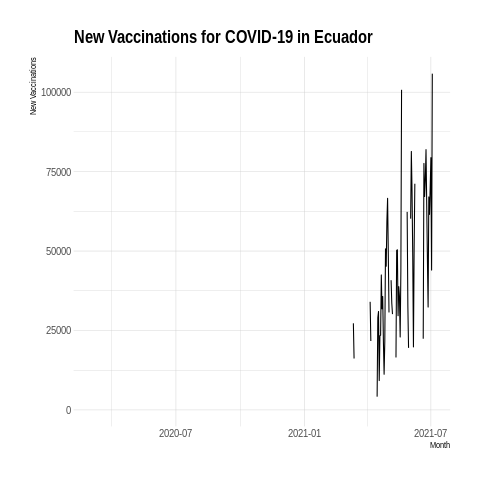 New Vaccinations for COVID-19 in Ecuador
New Vaccinations
100000
75000
50000
25000
0
2020-07 2021-01 2021-07
Month